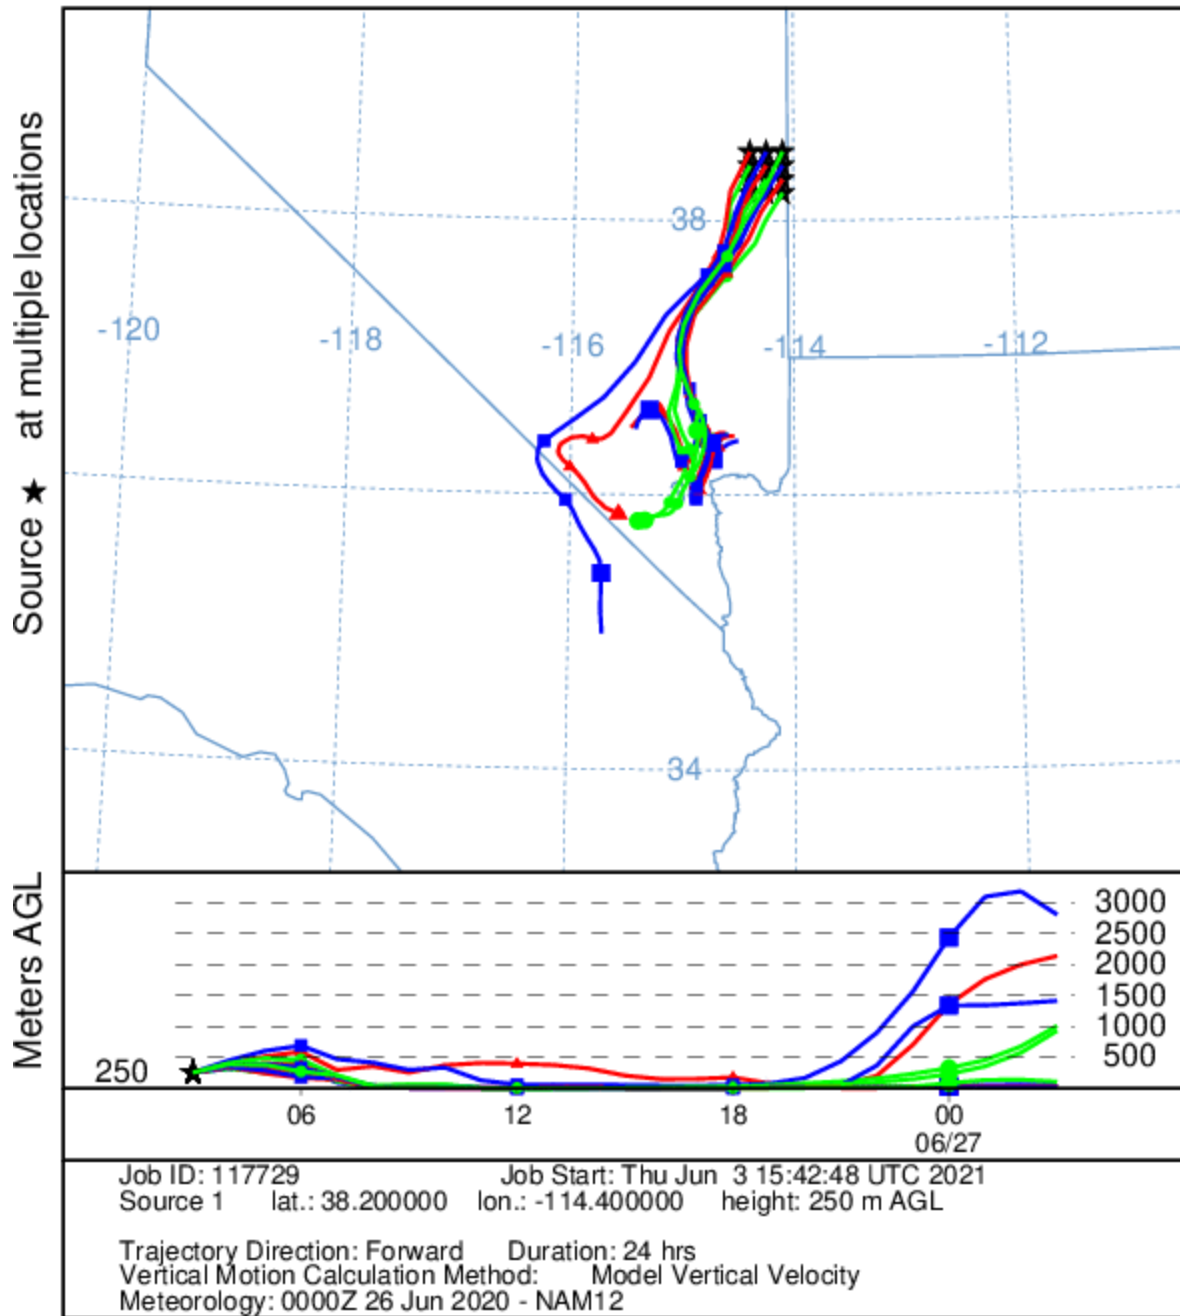 Source ★ at multiple locations
38
-120
-118
-116
-114
-112
34
Meters AGL
3000
2500
2000
1500
1000
500
250
06
12
18
00
06/27
Job ID: 117729 Job Start: Thu Jun 3 15:42:48 UTC 2021
Source 1 lat.: 38.200000 lon.: -114.400000 height: 250 m AGL
Trajectory Direction: Forward Duration: 24 hrs
Vertical Motion Calculation Method: Model Vertical Velocity
Meteorology: 0000Z 26 Jun 2020 - NAM12